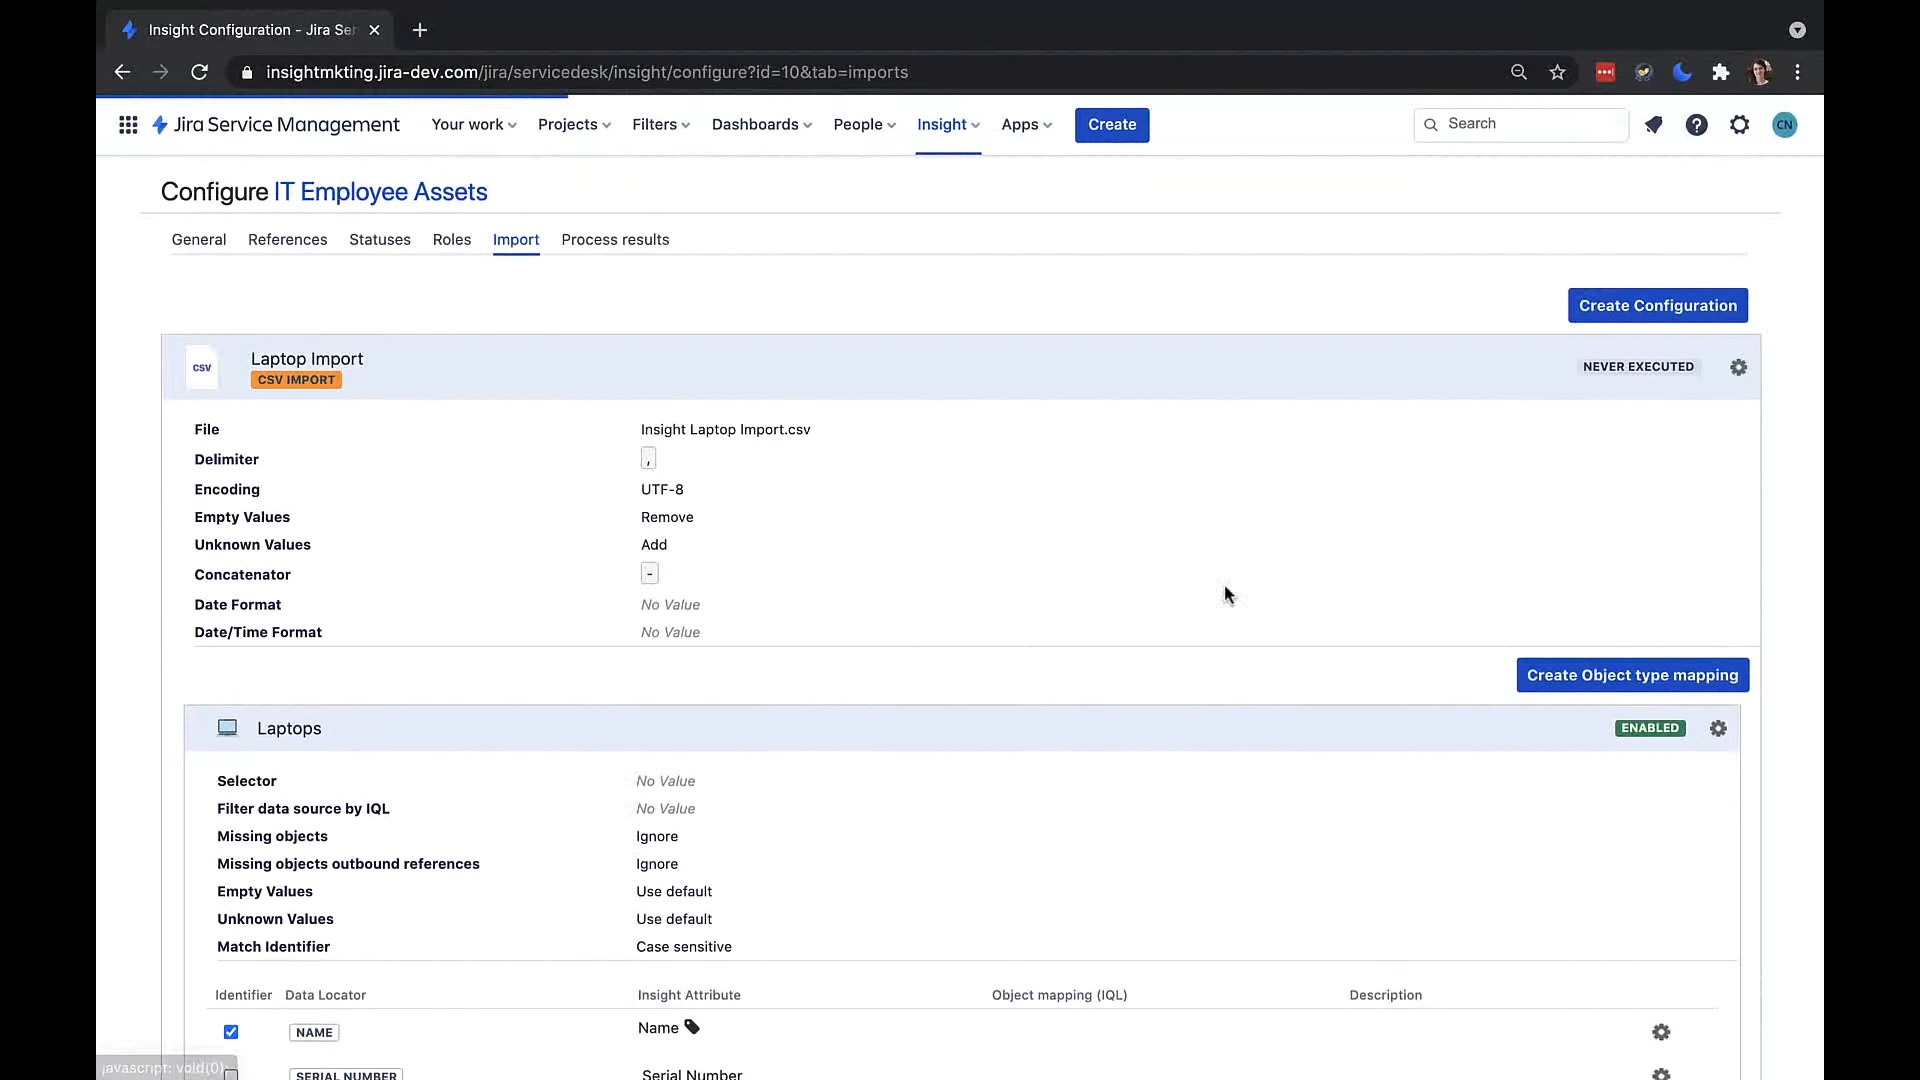 Insight Configuration - Jira Ser
insightmkting.jira-dev.com/jira/servicedesk/insight/configure?id=10&tab=imports
Jira Service Management
Your work
Projects
Filters
Dashboards
People
Insight
Apps
Create
Search
CN
Configure IT Employee Assets
General
References
Statuses
Roles
Import
Process results
Create Configuration
CSV
Laptop Import
CSV IMPORT
NEVER EXECUTED
File
Insight Laptop Import.csv
Delimiter
,
Encoding
UTF-8
Empty Values
Remove
Unknown Values
Add
Concatenator
-
Date Format
No Value
Date/Time Format
No Value
Create Object type mapping
Laptops
ENABLED
Selector
No Value
Filter data source by IQL
No Value
Missing objects
Ignore
Missing objects outbound references
Ignore
Empty Values
Use default
Unknown Values
Use default
Match Identifier
Case sensitive
Identifier
Data Locator
Insight Attribute
Object mapping (IQL)
Description
NAME
Name
SERIAL NUMBER
Serial Number
javascript: void(0);